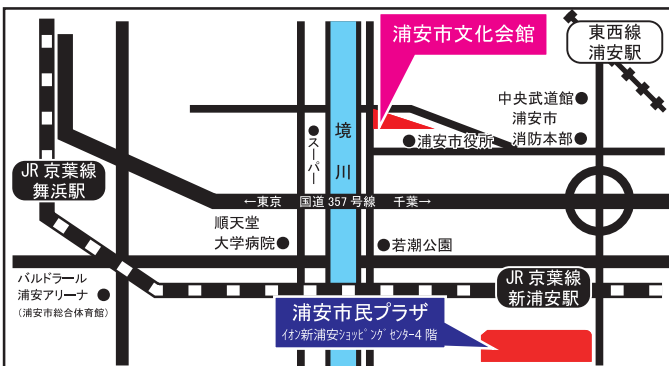 浦安市文化会館
東西線
浦安駅
中央武道館
浦安市
消防本部
浦安市役所
スーパー
境川
JR 京葉線
舞浜駅
←東京 国道357号線 千葉→
順天堂
大学病院
若潮公園
バルドラール
浦安アリーナ
(浦安市総合体育館)
JR 京葉線
新浦安駅
浦安市民プラザ
イオン新浦安ショッピングセンター4階